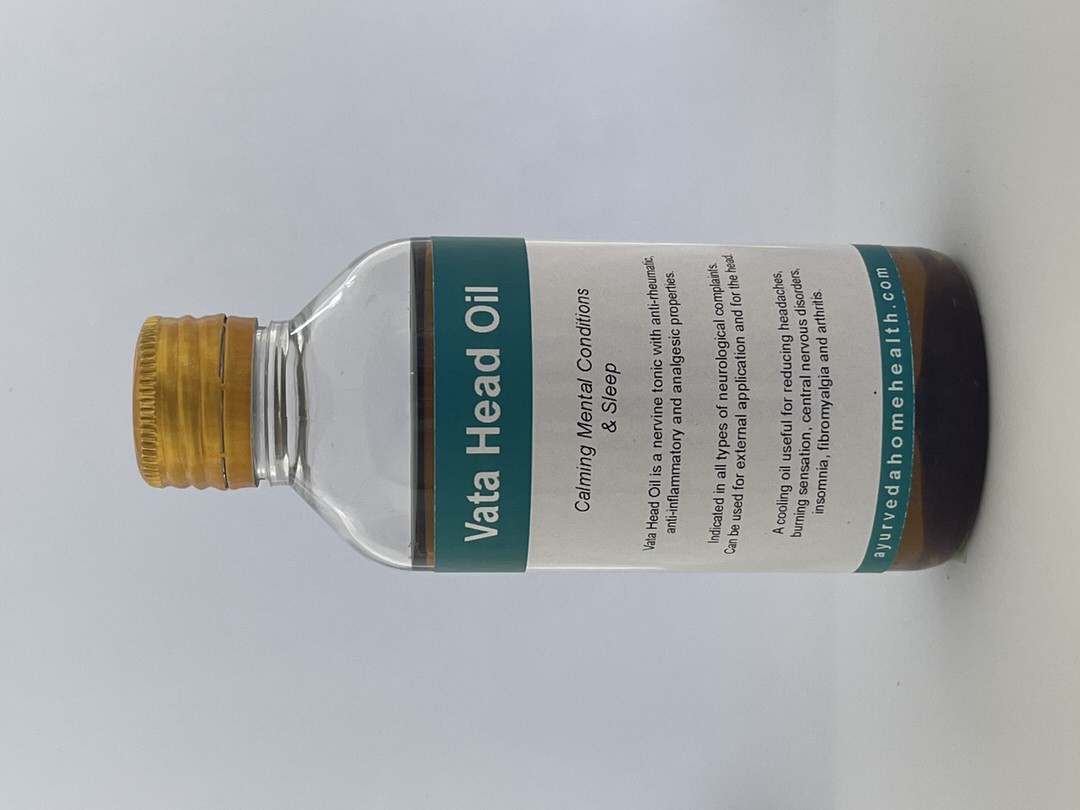 Vata Head Oil
Calming Mental Conditions
& Sleep
Vata Head Oil is a nervine tonic with anti-rheumatic,
anti-inflammatory and analgesic properties.
Indicated in all types of neurological complaints.
Can be used for external application and for the head.
A cooling oil useful for reducing headaches,
burning sensation, central nervous disorders,
insomnia, fibromyalgia and arthritis.
ayurvedahomehealth.com